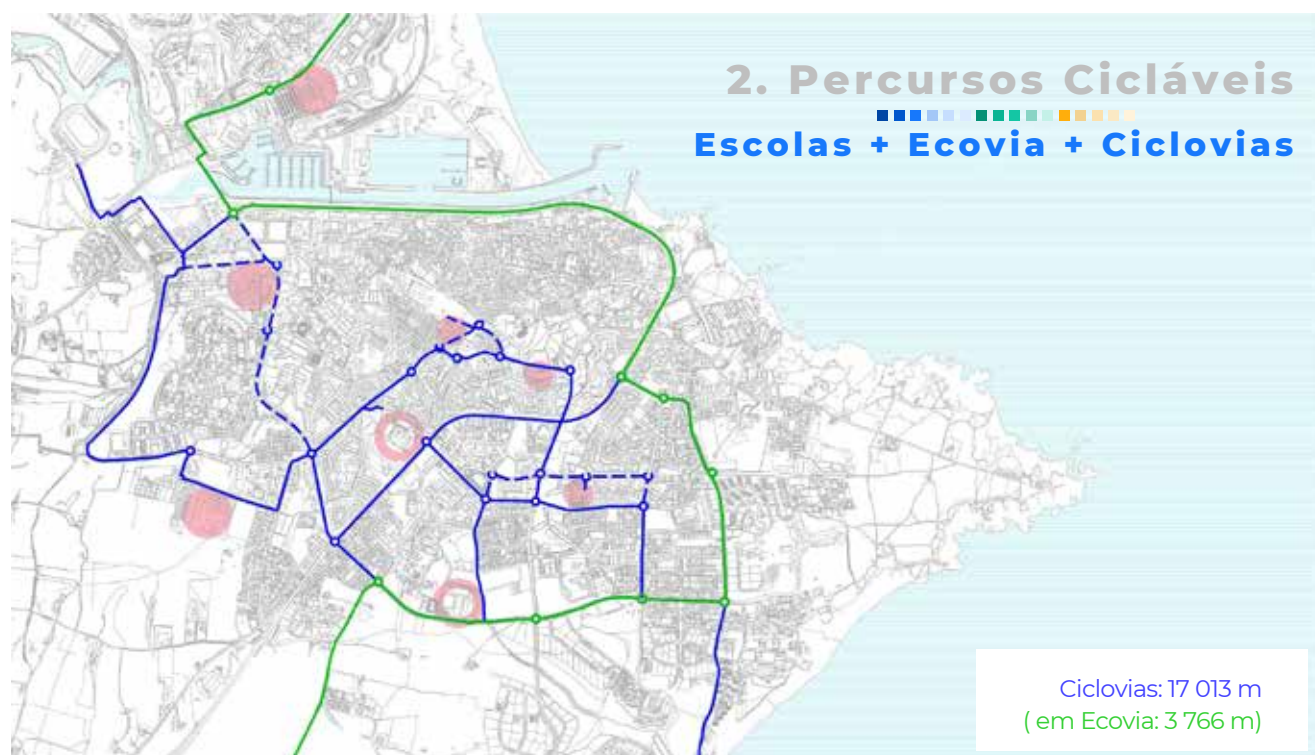 2. Percursos Cicláveis
Escolas + Ecovia + Ciclovias
Ciclovias: 17 013 m
( em Ecovia: 3 766 m)